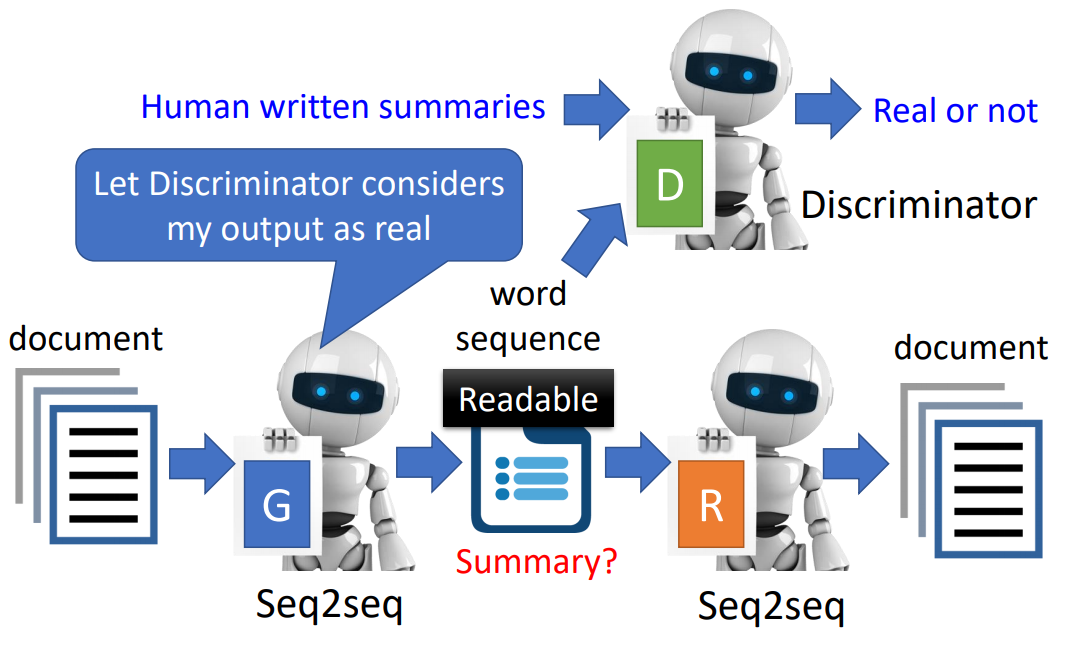 Human written summaries
Real or not
D
Let Discriminator considers
my output as real
Discriminator
word
sequence
document
document
Readable
G
R
Summary?
Seq2seq
Seq2seq